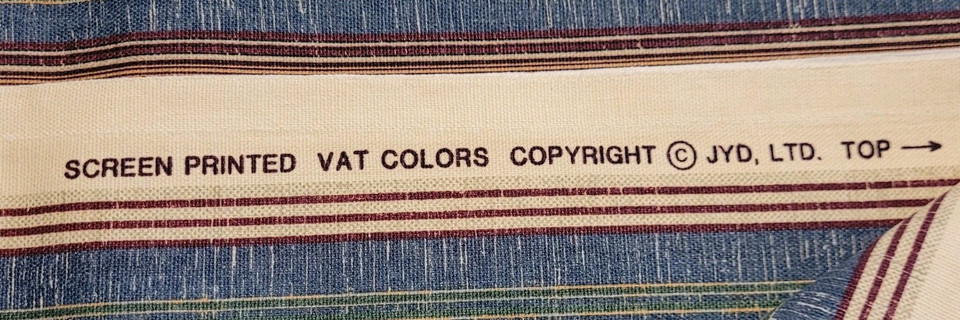 SCREEN PRINTED VAT COLORS COPYRIGHT © JYD, LTD. TOP →